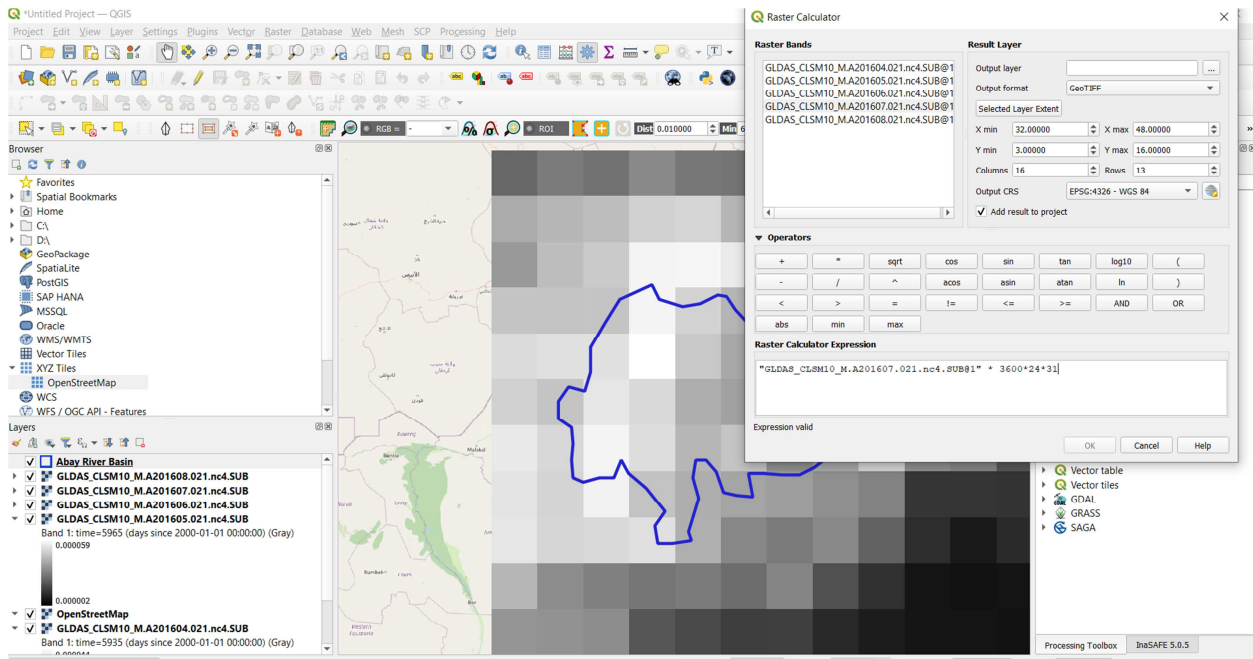 *Untitled Project — QGIS
Project Edit View Layer Settings Plugins Vector Raster Database Web Mesh SCP Processing Help
RGB = -
ROI
Dist 0.010000 Min 6
Browser
Favorites
Spatial Bookmarks
Home
C:\
D:\
GeoPackage
SpatiaLite
PostGIS
SAP HANA
MSSQL
Oracle
WMS/WMTS
Vector Tiles
XYZ Tiles
OpenStreetMap
WCS
WFS / OGC API - Features
Layers
Abay River Basin
GLDAS_CLSM10_M.A201608.021.nc4.SUB
GLDAS_CLSM10_M.A201607.021.nc4.SUB
GLDAS_CLSM10_M.A201606.021.nc4.SUB
GLDAS_CLSM10_M.A201605.021.nc4.SUB
Band 1: time=5965 (days since 2000-01-01 00:00:00) (Gray)
0.000059
0.000002
OpenStreetMap
GLDAS_CLSM10_M.A201604.021.nc4.SUB
Band 1: time=5935 (days since 2000-01-01 00:00:00) (Gray)
Raster Calculator
Raster Bands
GLDAS_CLSM10_M.A201604.021.nc4.SUB@1
GLDAS_CLSM10_M.A201605.021.nc4.SUB@1
GLDAS_CLSM10_M.A201606.021.nc4.SUB@1
GLDAS_CLSM10_M.A201607.021.nc4.SUB@1
GLDAS_CLSM10_M.A201608.021.nc4.SUB@1
Result Layer
Output layer ...
Output format GeoTIFF
Selected Layer Extent
X min 32.00000 X max 48.00000
Y min 3.00000 Y max 16.00000
Columns 16 Rows 13
Output CRS EPSG:4326 - WGS 84
Add result to project
Operators
+ * sqrt cos sin tan log10 (
- / ^ acos asin atan ln )
< > = != <= >= AND OR
abs min max
Raster Calculator Expression
"GLDAS_CLSM10_M.A201607.021.nc4.SUB@1" * 3600*24*31
Expression valid
OK Cancel Help
Vector table
Vector tiles
GDAL
GRASS
SAGA
Processing Toolbox InaSAFE 5.0.5